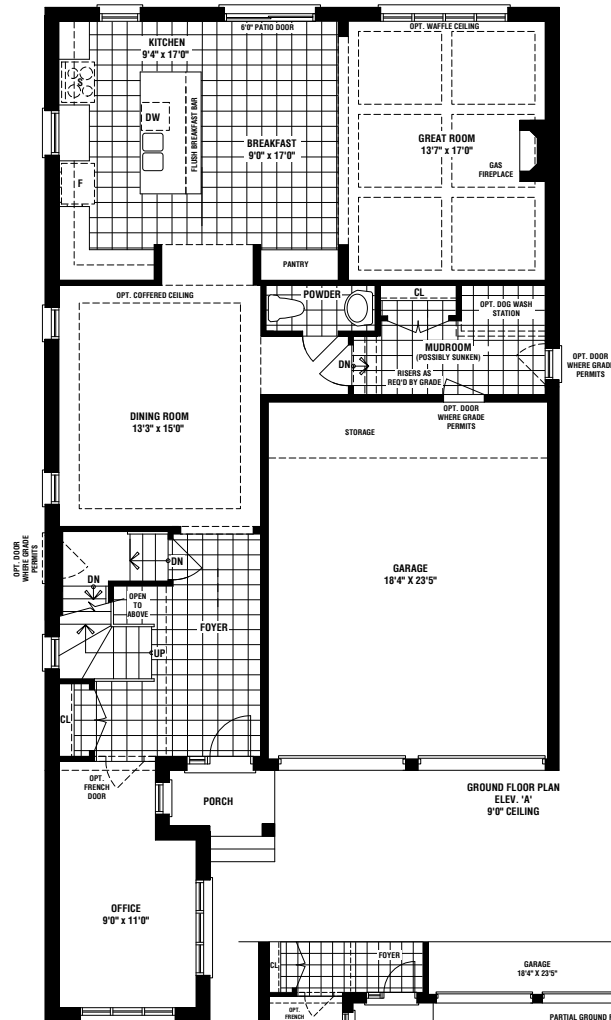 6'0" PATIO DOOR
OPT. WAFFLE CEILING
KITCHEN
9'4" x 17'0"
DW
FLUSH BREAKFAST BAR
BREAKFAST
9'0" x 17'0"
GREAT ROOM
13'7" x 17'0"
GAS
FIREPLACE
F
PANTRY
OPT. COFFERED CEILING
POWDER
CL
OPT. DOG WASH
STATION
MUDROOM
(POSSIBLY SUNKEN)
DN
RISERS AS
REQ'D BY GRADE
OPT. DOOR
WHERE GRADE
PERMITS
OPT. DOOR
WHERE GRADE
PERMITS
DINING ROOM
13'3" x 15'0"
STORAGE
GARAGE
18'4" X 23'5"
OPT. DOOR
WHERE GRADE
PERMITS
DN
DN
OPEN
TO
ABOVE
FOYER
UP
CL
OPT.
FRENCH
DOOR
PORCH
GROUND FLOOR PLAN
ELEV. 'A'
9'0" CEILING
OFFICE
9'0" x 11'0"
FOYER
CL
GARAGE
18'4" X 23'5"
OPT.
FRENCH
PARTIAL GROUND